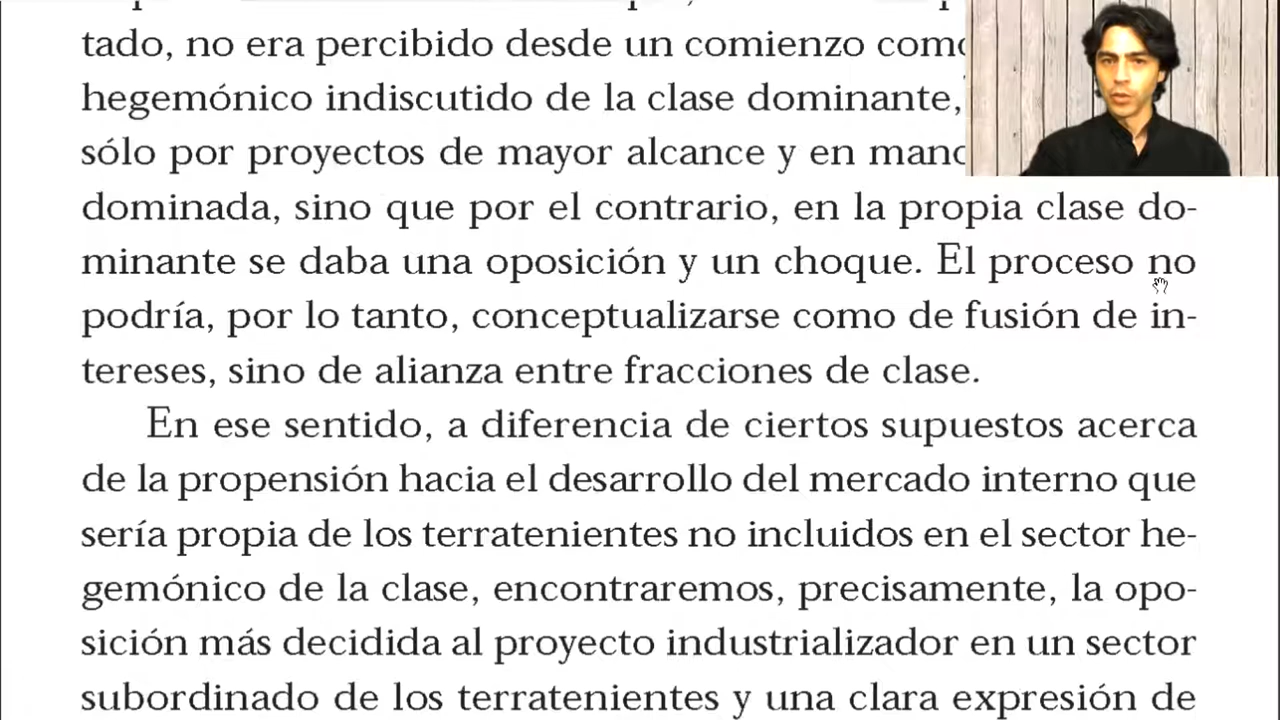 tado, no era percibido desde un comienzo como
hegemónico indiscutido de la clase dominante,
sólo por proyectos de mayor alcance y en
dominada, sino que por el contrario, en la propia clase do-
minante se daba una oposición y un choque. El proceso no
podría, por lo tanto, conceptualizarse como de fusión de in-
tereses, sino de alianza entre fracciones de clase.
En ese sentido, a diferencia de ciertos supuestos acerca
de la propensión hacia el desarrollo del mercado interno que
sería propia de los terratenientes no incluidos en el sector he-
gemónico de la clase, encontraremos, precisamente, la opo-
sición más decidida al proyecto industrializador en un sector
subordinado de los terratenientes y una clara expresión de